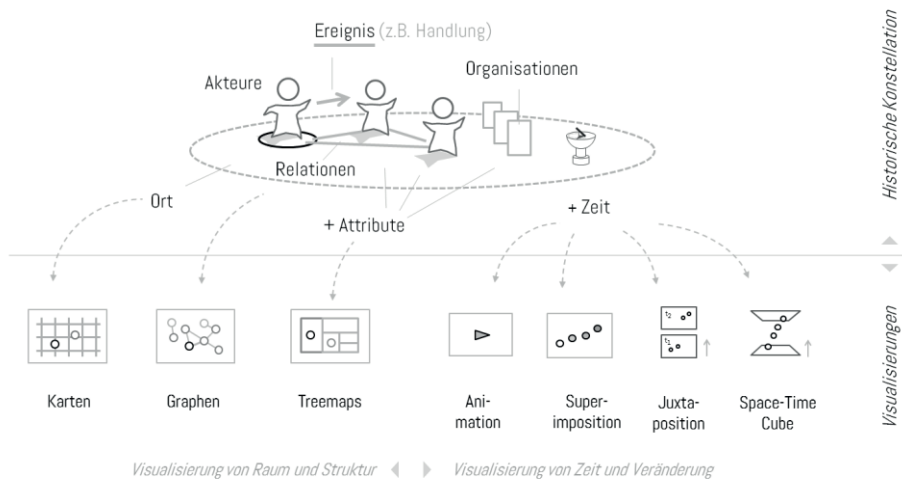 Ereignis (z.B. Handlung)
Akteure
Organisationen
Relationen
Ort
+ Attribute
+ Zeit
Historische Konstellation
Visualisierungen
Karten
Graphen
Treemaps
Ani-
mation
Super-
imposition
Juxta-
position
Space-Time
Cube
Visualisierung von Raum und Struktur
Visualisierung von Zeit und Veränderung